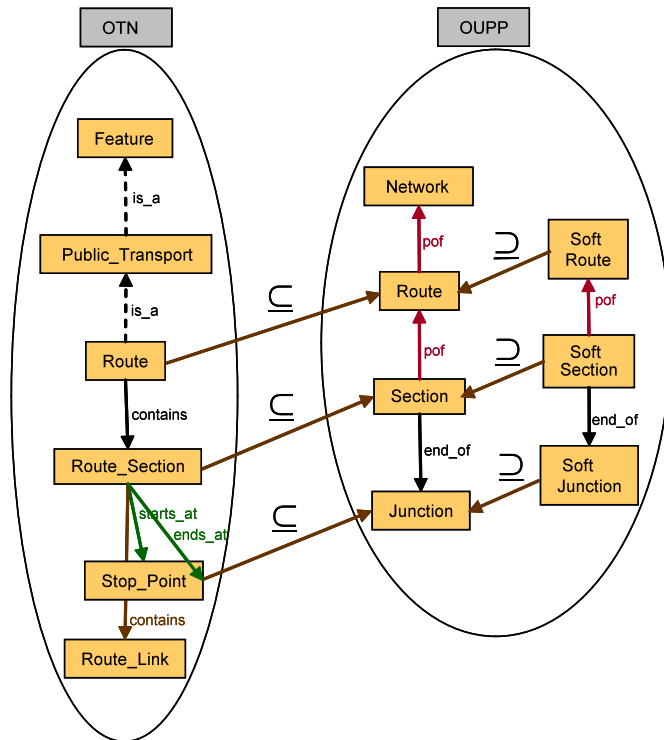 OTN
OUPP
Feature
is_a
Public_Transport
is_a
Route
contains
Route_Section
starts_at
ends_at
Stop_Point
contains
Route_Link
⊆
⊆
⊆
Network
pof
Route
pof
Section
end_of
Junction
⊇
⊇
⊇
Soft
Route
pof
Soft
Section
end_of
Soft
Junction